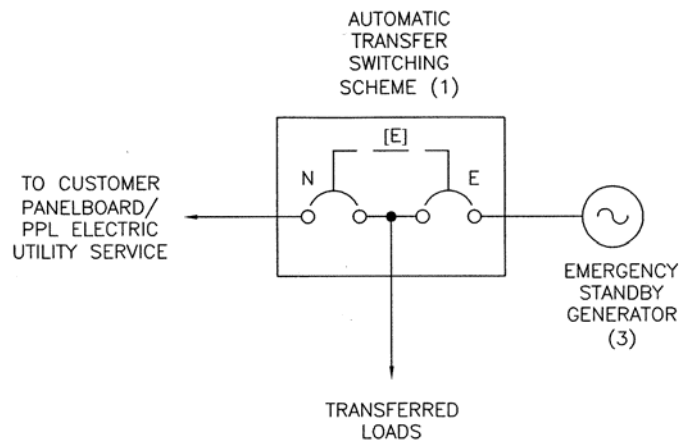 AUTOMATIC
TRANSFER
SWITCHING
SCHEME (1)
[E]
N
E
TO CUSTOMER
PANELBOARD/
PPL ELECTRIC
UTILITY SERVICE
EMERGENCY
STANDBY
GENERATOR
(3)
TRANSFERRED
LOADS